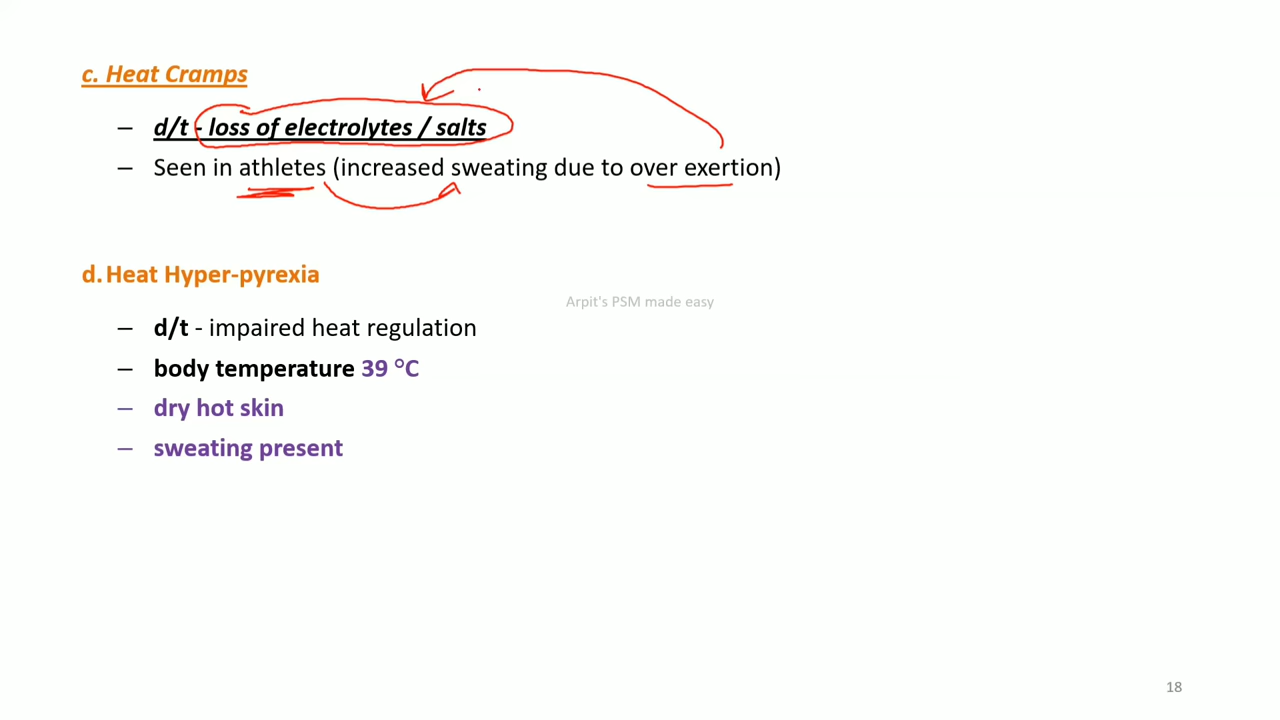 c. Heat Cramps
– d/t - loss of electrolytes / salts
– Seen in athletes (increased sweating due to over exertion)
d. Heat Hyper-pyrexia
Arpit's PSM made easy
– d/t - impaired heat regulation
– body temperature 39 °C
– dry hot skin
– sweating present
18